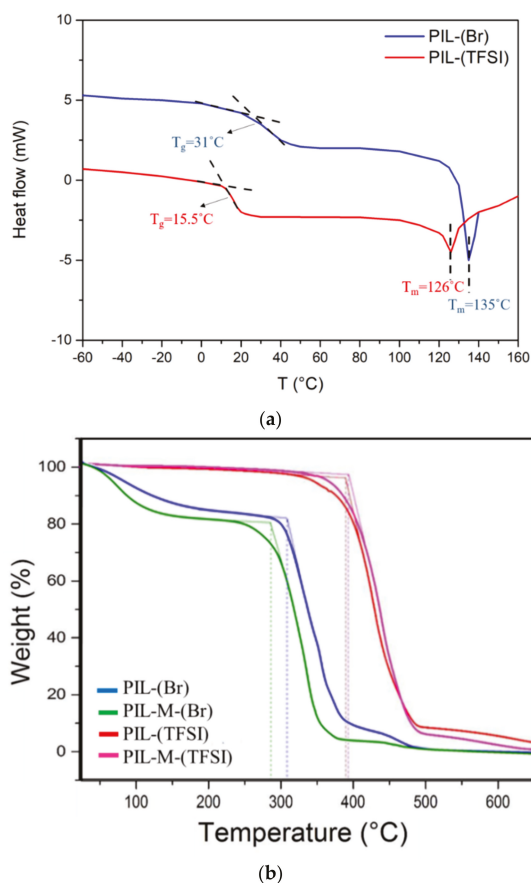 10
5
0
-5
-10
Heat flow (mW)
PIL-(Br)
PIL-(TFSI)
Tg=31°C
Tg=15.5°C
Tm=126°C
Tm=135°C
-60 -40 -20 0 20 40 60 80 100 120 140 160
T (°C)
(a)
100
80
60
40
20
0
Weight (%)
PIL-(Br)
PIL-M-(Br)
PIL-(TFSI)
PIL-M-(TFSI)
100 200 300 400 500 600
Temperature (°C)
(b)